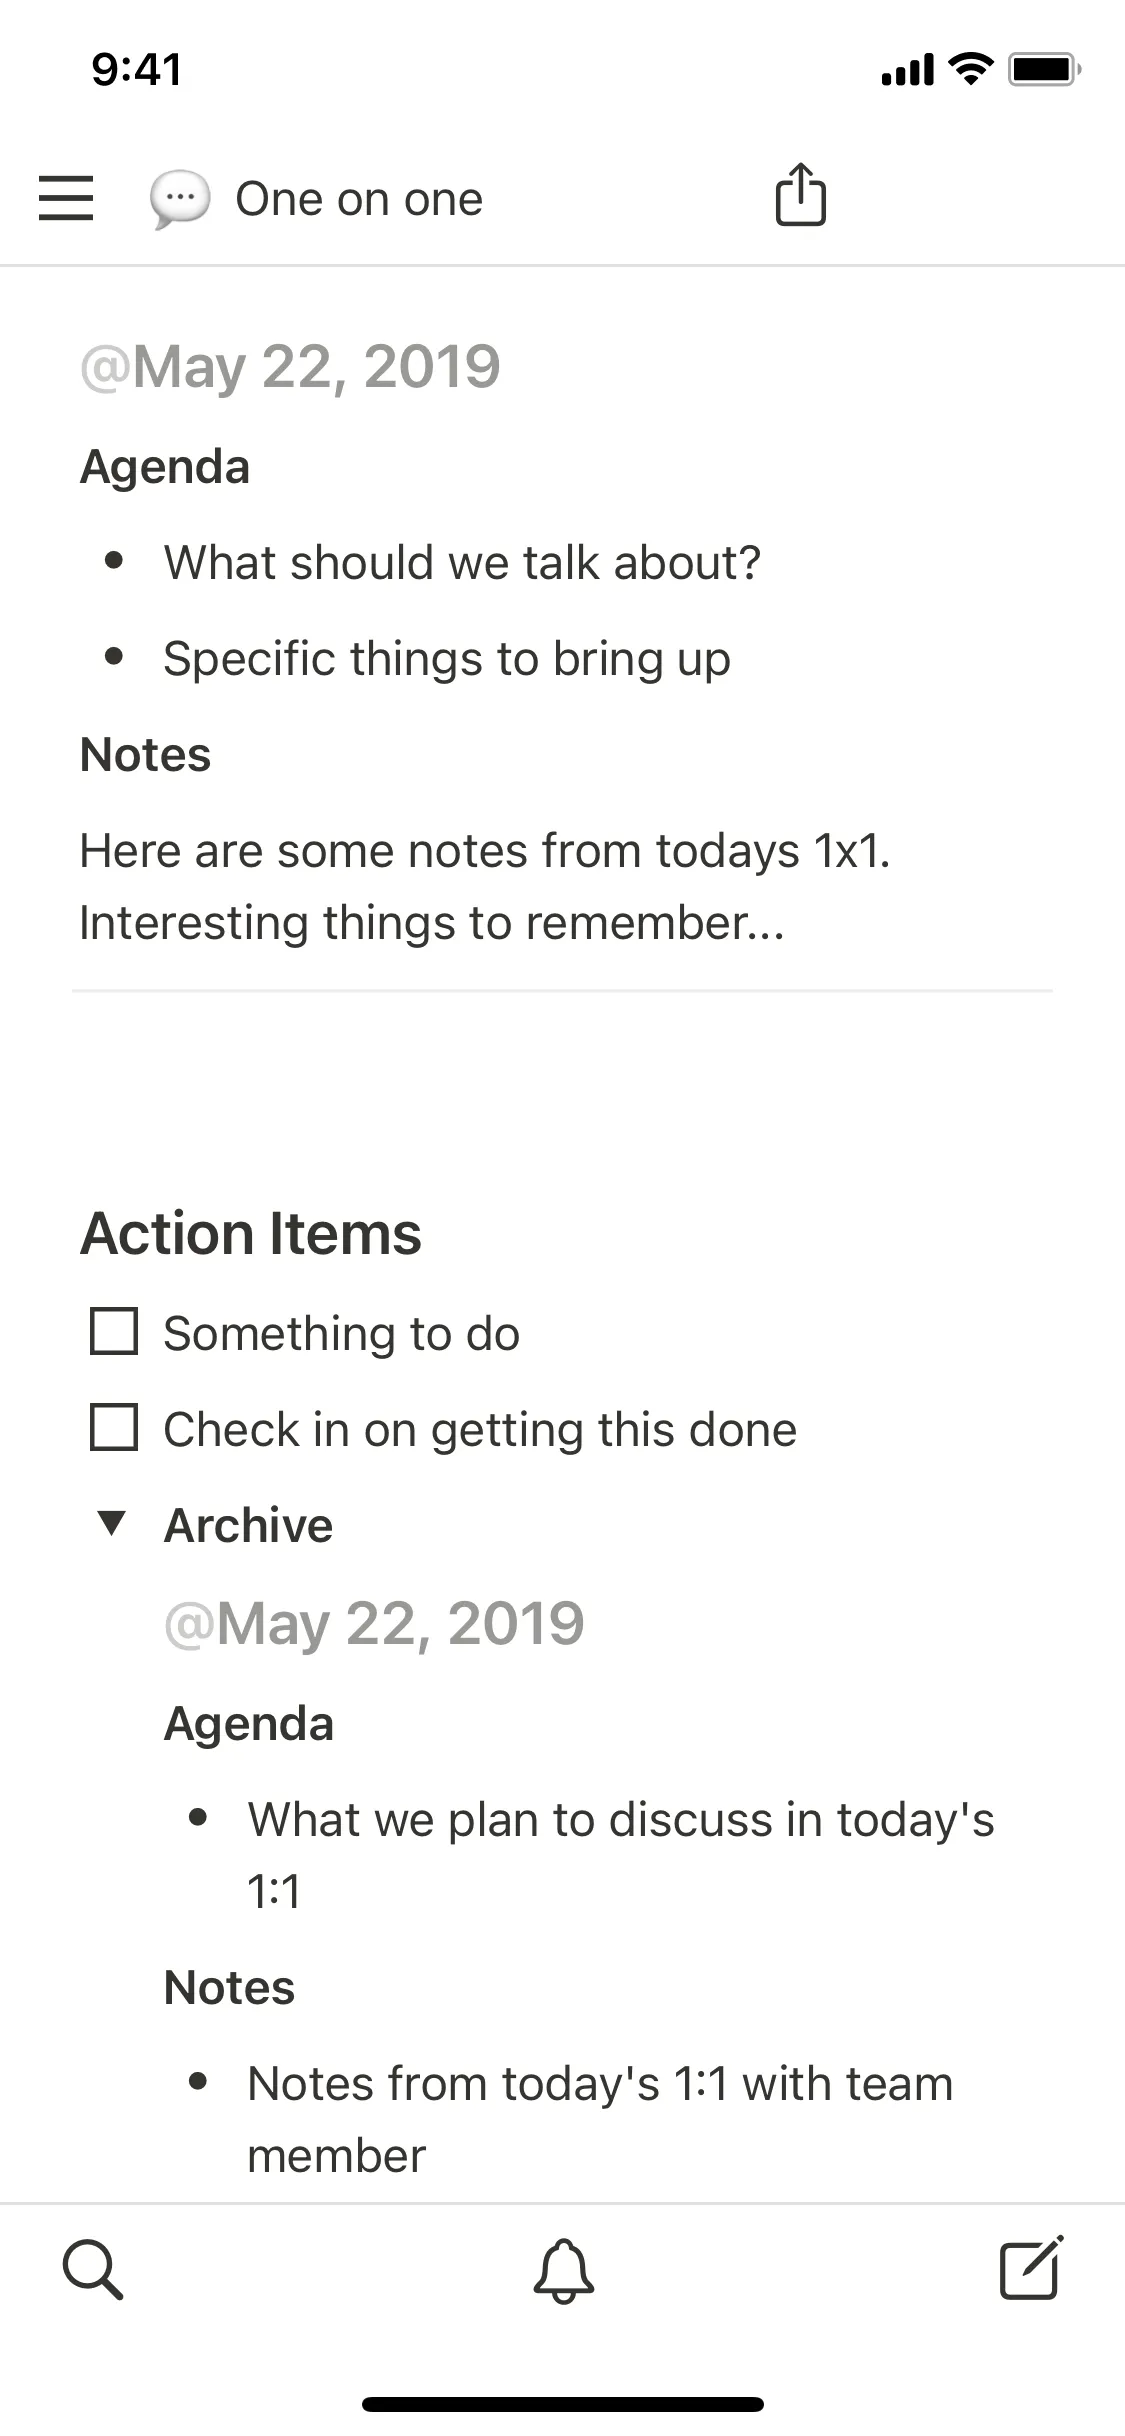 9:41
One on one
@May 22, 2019
Agenda
• What should we talk about?
• Specific things to bring up
Notes
Here are some notes from todays 1x1.
Interesting things to remember...
Action Items
Something to do
Check in on getting this done
Archive
@May 22, 2019
Agenda
• What we plan to discuss in today's
1:1
Notes
• Notes from today's 1:1 with team
member